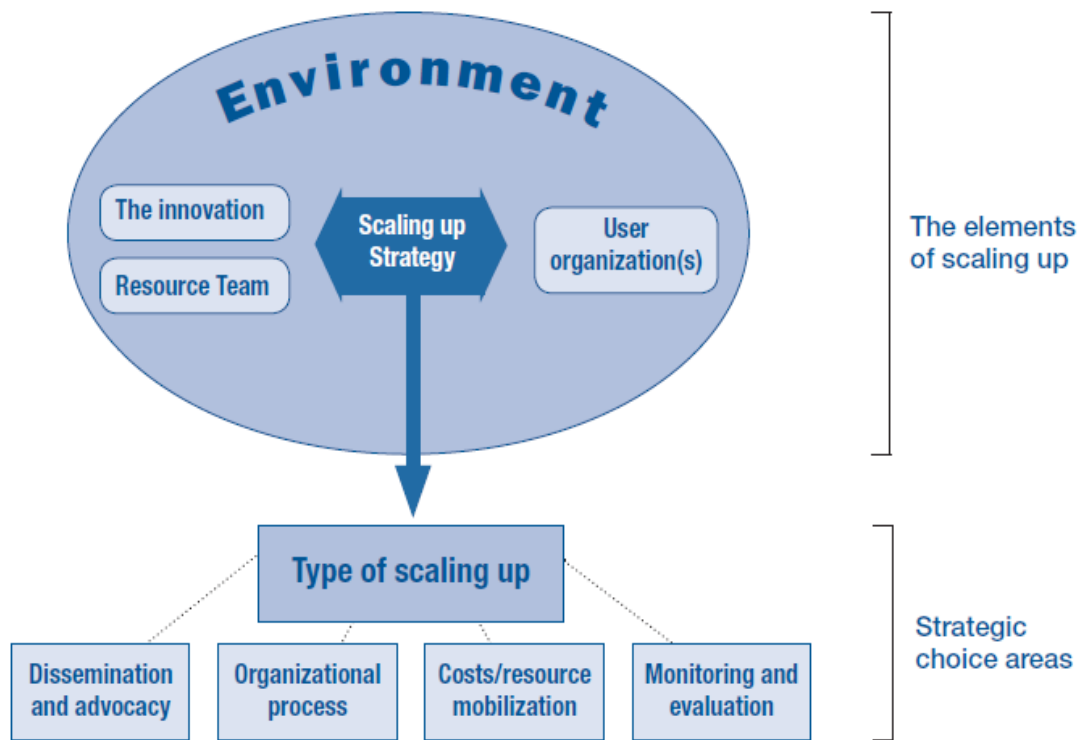 Environment
The innovation
Resource Team
Scaling up
Strategy
User
organization(s)
The elements
of scaling up
Type of scaling up
Dissemination
and advocacy
Organizational
process
Costs/resource
mobilization
Monitoring and
evaluation
Strategic
choice areas